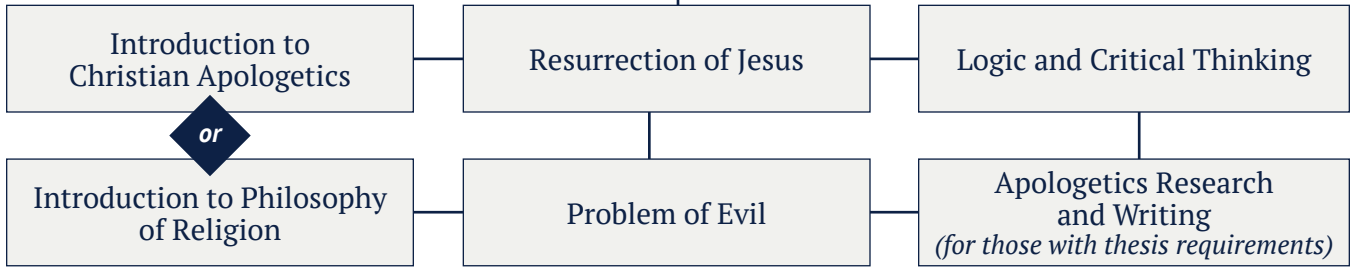 Introduction to
Christian Apologetics
Resurrection of Jesus
Logic and Critical Thinking
or
Introduction to Philosophy
of Religion
Problem of Evil
Apologetics Research
and Writing
(for those with thesis requirements)